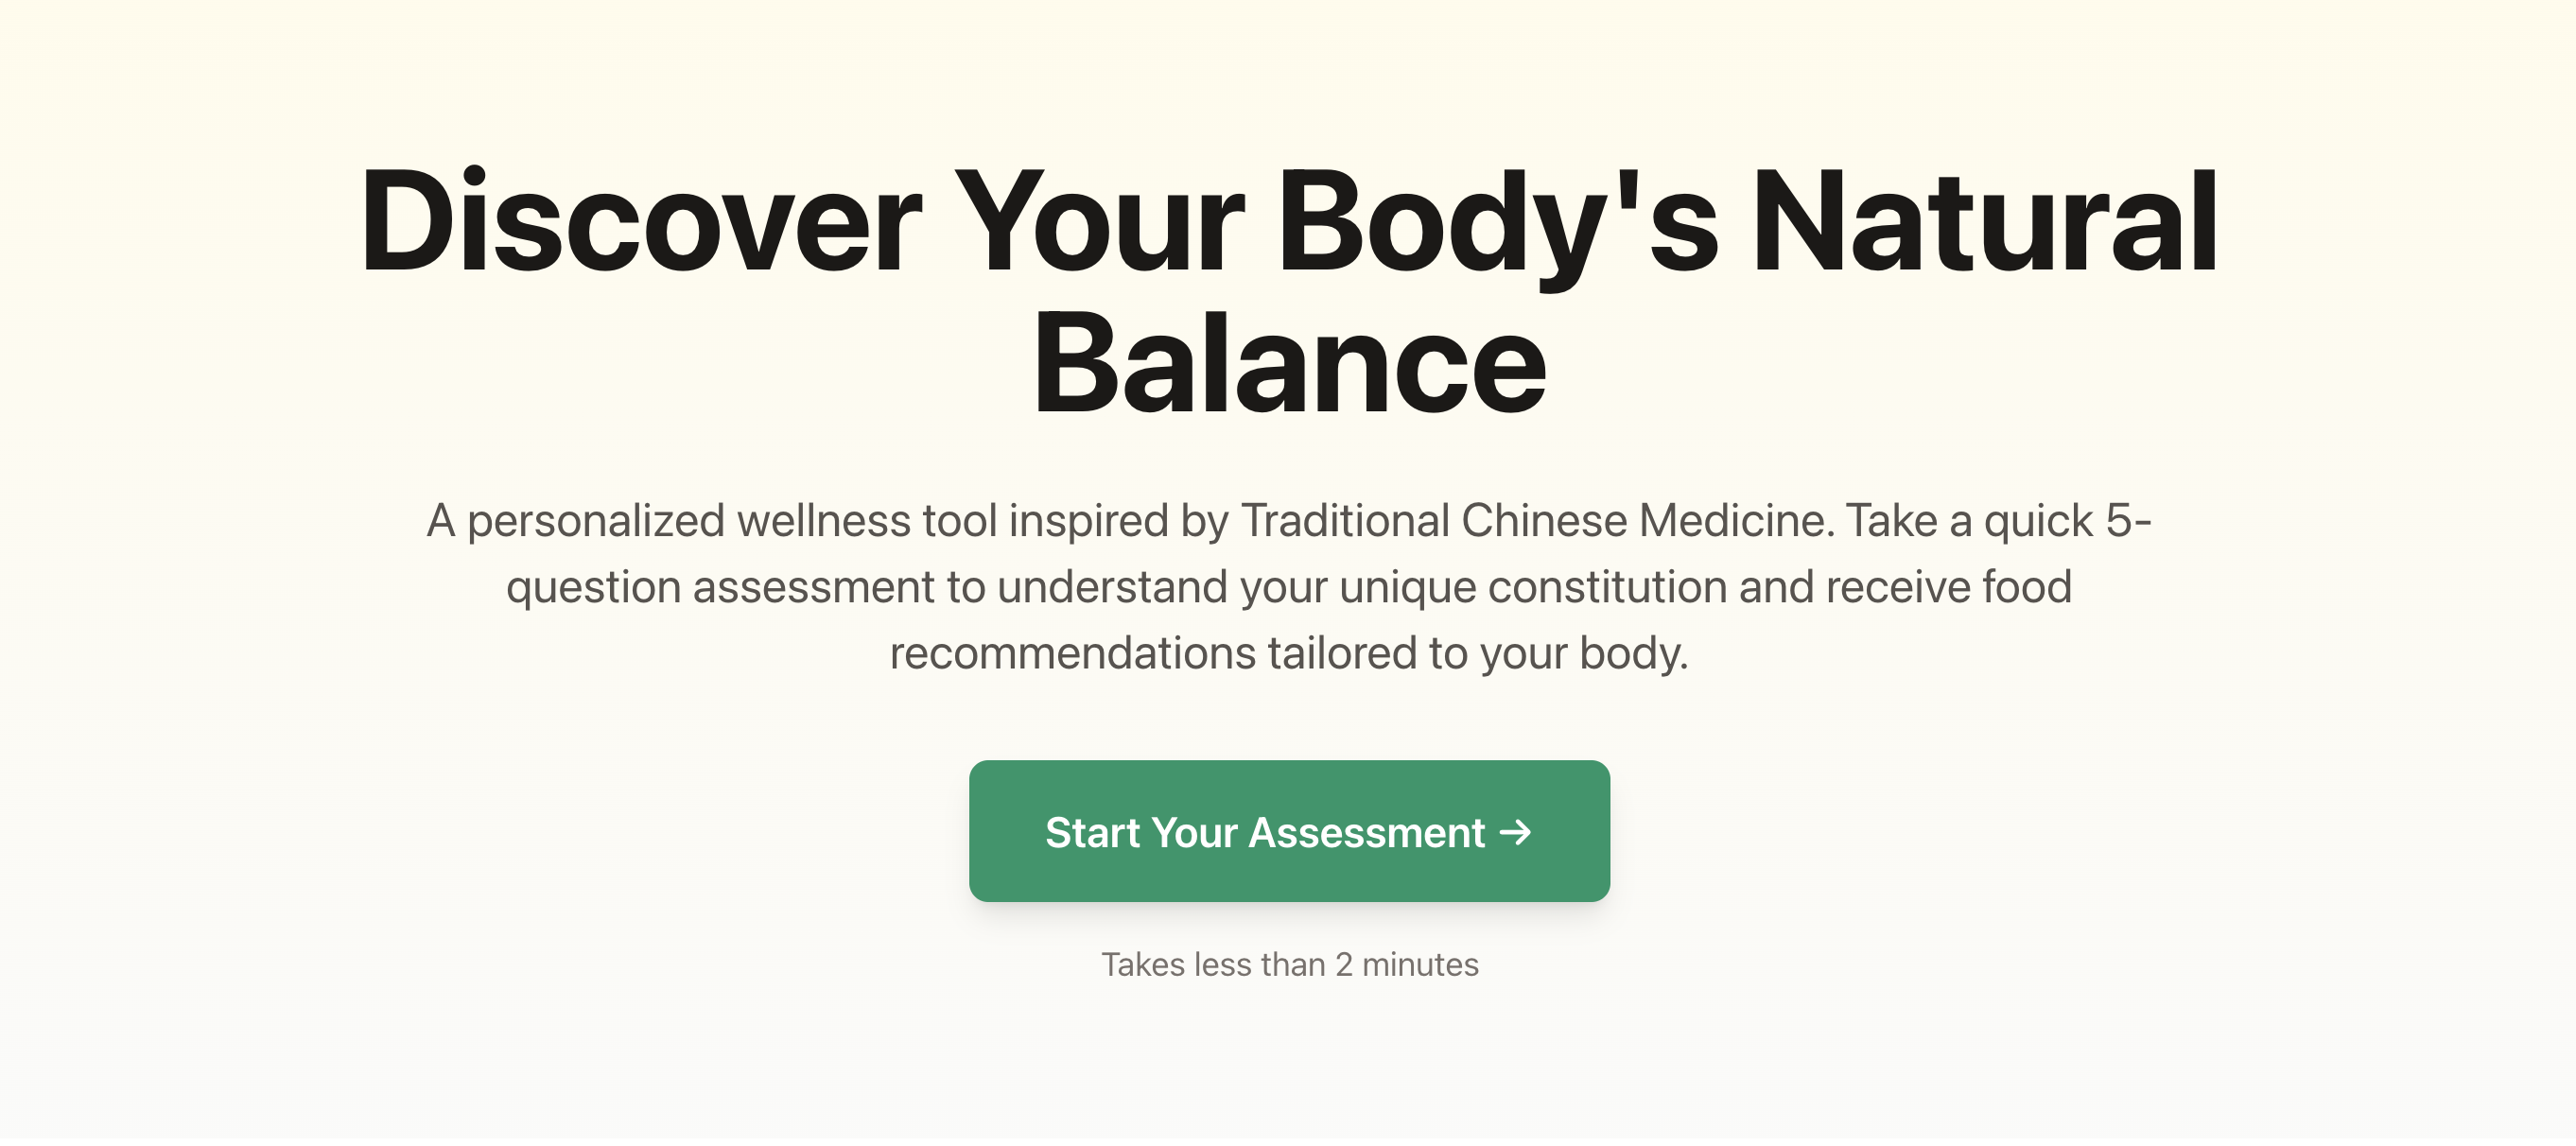 Discover Your Body's Natural
Balance
A personalized wellness tool inspired by Traditional Chinese Medicine. Take a quick 5-
question assessment to understand your unique constitution and receive food
recommendations tailored to your body.
Start Your Assessment →
Takes less than 2 minutes